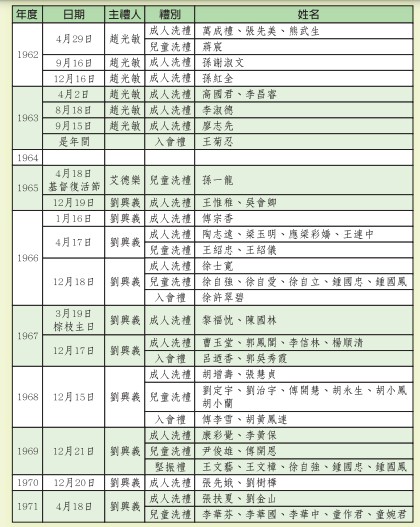 年度 日期 主禮人 禮別 姓名
1962 4月29日 趙光敏 成人洗禮 萬成禮、張先美、熊武生
兒童洗禮 蔣宸
9月16日 趙光敏 成人洗禮 孫謝淑文
12月16日 趙光敏 成人洗禮 孫紅全
1963 4月2日 趙光敏 成人洗禮 高國君、李昌睿
8月18日 趙光敏 成人洗禮 李淑德
9月15日 趙光敏 成人洗禮 廖志先
是年間 入會禮 王菊忍
1964
1965 4月18日 艾德樂 兒童洗禮 孫一龍
基督復活節
12月19日 劉興義 成人洗禮 王惟稚、吳會卿
1966 1月16日 劉興義 成人洗禮 傅宗香
4月17日 劉興義 成人洗禮 陶志遠、梁玉明、應梁彩嬌、王連中
兒童洗禮 王紹忠、王紹儀
12月18日 劉興義 成人洗禮 徐士寬
兒童洗禮 徐自強、徐自愛、徐自立、鍾國忠、鍾國鳳
入會禮 徐許翠碧
1967 3月19日 劉興義 成人洗禮 黎福忱、陳國林
棕枝主日
12月17日 劉興義 成人洗禮 曹玉堂、郭鳳閣、李信林、楊順清
入會禮 呂適香、郭吳秀霞
1968 12月15日 劉興義 成人洗禮 胡增壽、張慧貞
兒童洗禮 劉定宇、劉治宇、傅開慧、胡永生、胡小鳳
胡小蘭
入會禮 傅李雪、胡黃鳳連
1969 12月21日 劉興義 成人洗禮 康彩覺、李黃保
兒童洗禮 尹俊雄、傅開恩
堅振禮 王文藝、王文樟、徐自強、鍾國忠、鍾國鳳
1970 12月20日 劉興義 成人洗禮 張先娥、劉樹樺
1971 4月18日 劉興義 成人洗禮 張扶夏、劉金山
兒童洗禮 李華芬、李華國、李華中、童作君、童婉君